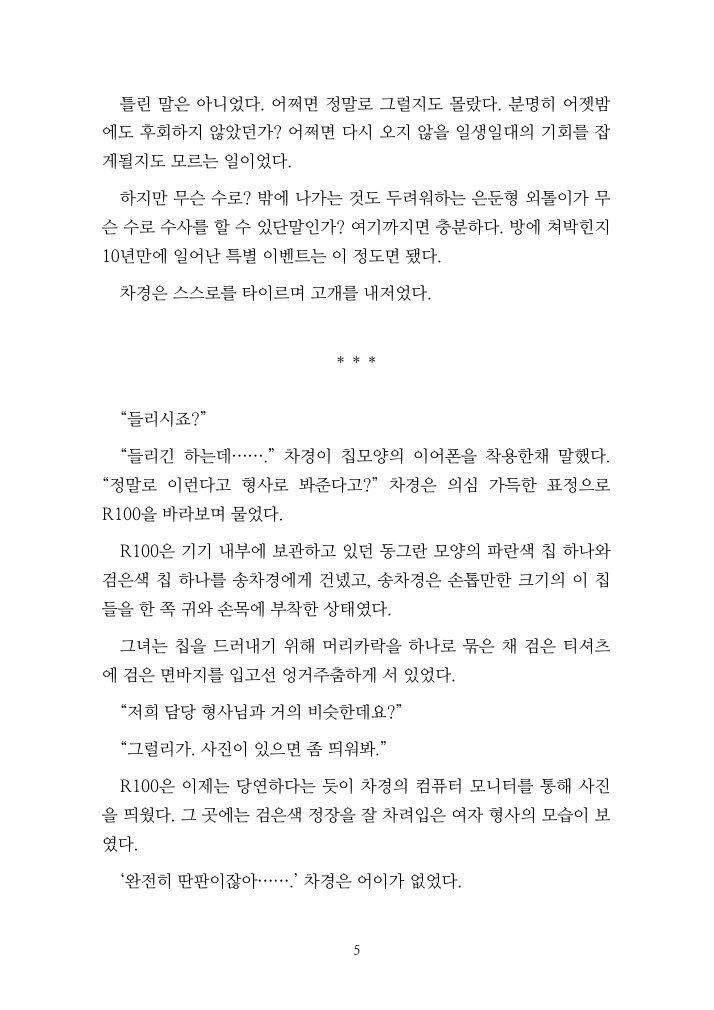 틀린 말은 아니었다. 어쩌면 정말로 그럴지도 몰랐다. 분명히 어젯밤
에도 후회하지 않았던가? 어쩌면 다시 오지 않을 일생일대의 기회를 잡
게될지도 모르는 일이었다.
하지만 무슨 수로? 밖에 나가는 것도 두려워하는 은둔형 외톨이가 무
슨 수로 수사를 할 수 있단말인가? 여기까지면 충분하다. 방에 쳐박힌지
10년만에 일어난 특별 이벤트는 이 정도면 됐다.
차경은 스스로를 타이르며 고개를 내저었다.
* * *
“들리시죠?”
“들리긴 하는데…….” 차경이 칩모양의 이어폰을 착용한채 말했다.
“정말로 이런다고 형사로 봐준다고?” 차경은 의심 가득한 표정으로
R100을 바라보며 물었다.
R100은 기기 내부에 보관하고 있던 동그란 모양의 파란색 칩 하나와
검은색 칩 하나를 송차경에게 건넸고, 송차경은 손톱만한 크기의 이 칩
들을 한 쪽 귀와 손목에 부착한 상태였다.
그녀는 칩을 드러내기 위해 머리카락을 하나로 묶은 채 검은 티셔츠
에 검은 면바지를 입고선 엉거주춤하게 서 있었다.
“저희 담당 형사님과 거의 비슷한데요?”
“그럴리가. 사진이 있으면 좀 띄워봐.”
R100은 이제는 당연하다는 듯이 차경의 컴퓨터 모니터를 통해 사진
을 띄웠다. 그 곳에는 검은색 정장을 잘 차려입은 여자 형사의 모습이 보
였다.
‘완전히 딴판이잖아…….’ 차경은 어이가 없었다.
5